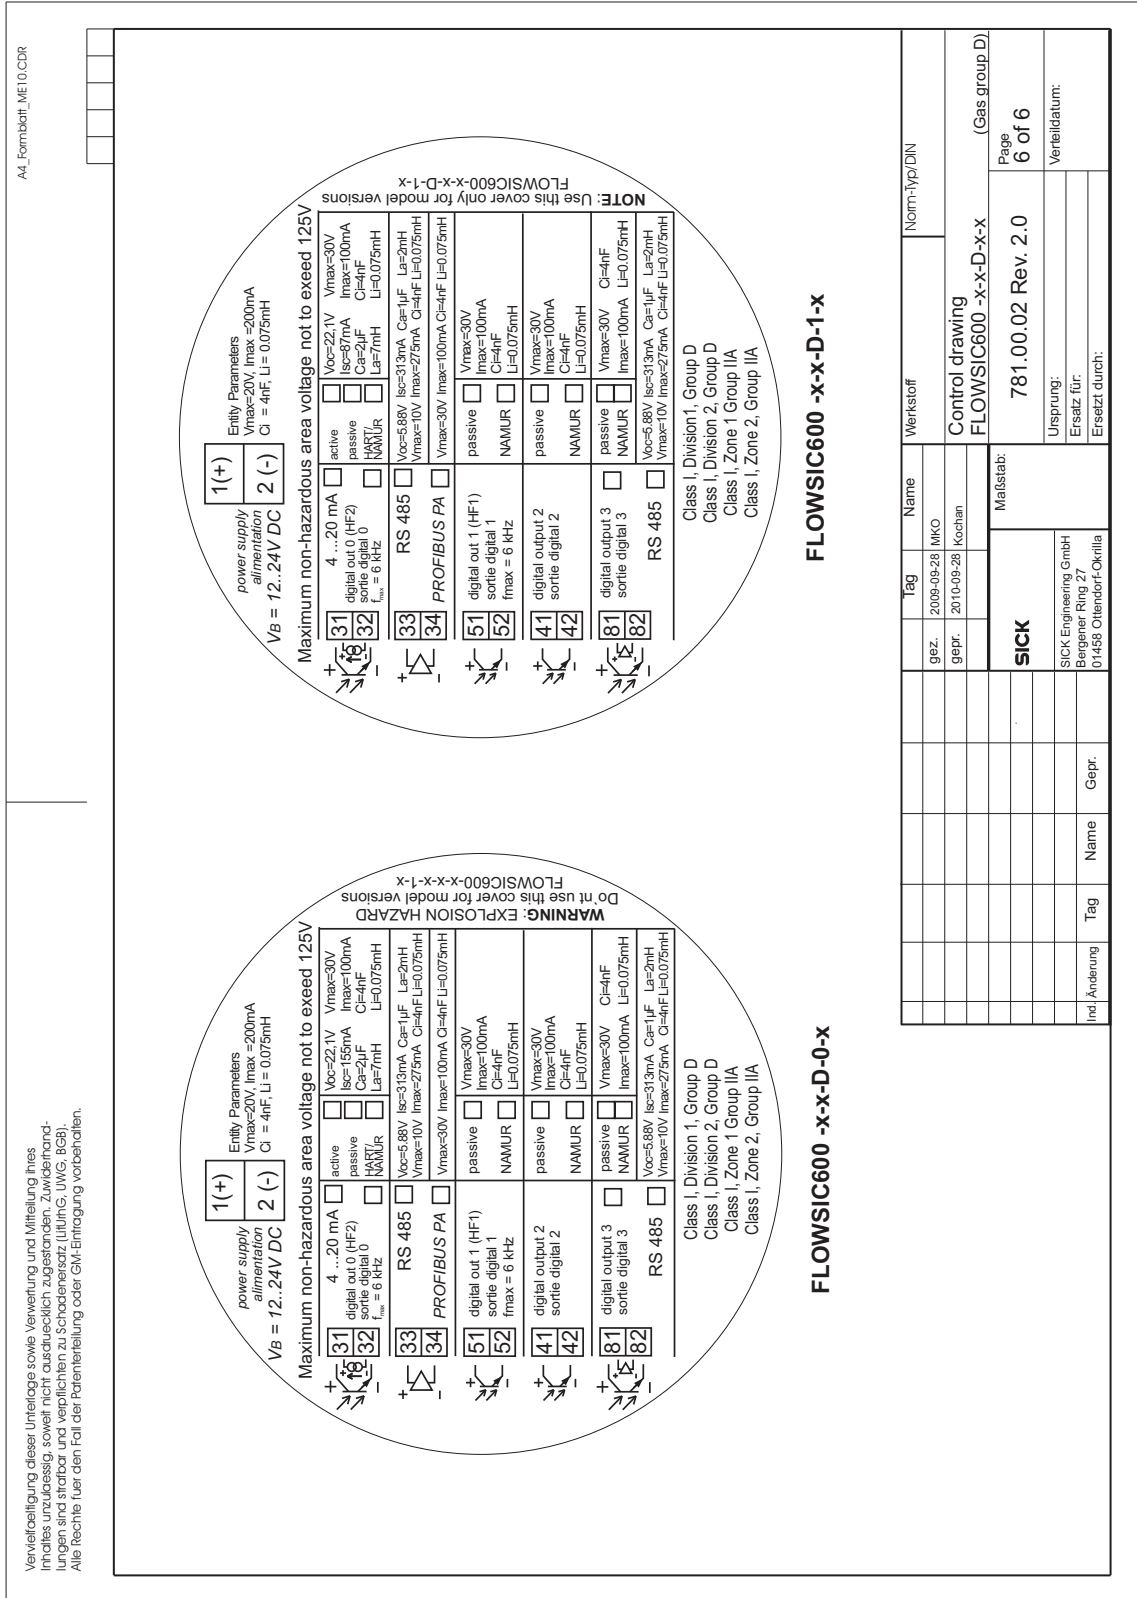 Vervielfaeltigung dieser Unterlage sowie Verwertung und Mitteilung ihres
Inhaltes unzulaessig, soweit nicht ausdruecklich zugestanden. Zuwiderhand-
lungen sind strafbar und verpflichten zu Schadenersatz (LitUrhG, UWG, BGB).
Alle Rechte fuer den Fall der Patenterteilung oder GM-Eintragung vorbehalten.
A4_Formblatt_ME10.CDR
power supply
alimentation
VB = 12..24V DC
1(+)
2 (-)
Entity Parameters
Vmax=20V, Imax =200mA
Ci = 4nF, Li = 0.075mH
Maximum non-hazardous area voltage not to exceed 125V
31
32
4 ...20 mA
digital out 0 (HF2)
sortie digital 0
fmax = 6 kHz
active
passive
HART/
NAMUR
Voc=22,1V
Isc=155mA
Ca=2µF
La=7mH
Vmax=30V
Imax=100mA
Ci=4nF
Li=0.075mH
33
34
RS 485
PROFIBUS PA
Voc=5.88V Isc=313mA Ca=1µF La=2mH
Vmax=10V Imax=275mA Ci=4nF Li=0.075mH
Vmax=30V Imax=100mA Ci=4nF Li=0.075mH
51
52
digital out 1 (HF1)
sortie digital 1
fmax = 6 kHz
passive
NAMUR
Vmax=30V
Imax=100mA
Ci=4nF
Li=0.075mH
41
42
digital output 2
sortie digital 2
passive
NAMUR
Vmax=30V
Imax=100mA
Ci=4nF
Li=0.075mH
81
82
digital output 3
sortie digital 3
RS 485
passive
NAMUR
Vmax=30V Ci=4nF
Imax=100mA Li=0.075mH
Voc=5.88V Isc=313mA Ca=1µF La=2mH
Vmax=10V Imax=275mA Ci=4nF Li=0.075mH
Class I, Division 1, Group D
Class I, Division 2, Group D
Class I, Zone 1 Group IIA
Class I, Zone 2, Group IIA
WARNING: EXPLOSION HAZARD
Do`nt use this cover for model versions
FLOWSIC600-x-x-x-1-x
FLOWSIC600 -x-x-D-0-x
power supply
alimentation
VB = 12..24V DC
1(+)
2 (-)
Entity Parameters
Vmax=20V, Imax =200mA
Ci = 4nF, Li = 0.075mH
Maximum non-hazardous area voltage not to exceed 125V
31
32
4 ...20 mA
digital out 0 (HF2)
sortie digital 0
fmax = 6 kHz
active
passive
HART/
NAMUR
Voc=22,1V
Isc=87mA
Ca=2µF
La=7mH
Vmax=30V
Imax=100mA
Ci=4nF
Li=0.075mH
33
34
RS 485
PROFIBUS PA
Voc=5.88V Isc=313mA Ca=1µF La=2mH
Vmax=10V Imax=275mA Ci=4nF Li=0.075mH
Vmax=30V Imax=100mA Ci=4nF Li=0.075mH
51
52
digital out 1 (HF1)
sortie digital 1
fmax = 6 kHz
passive
NAMUR
Vmax=30V
Imax=100mA
Ci=4nF
Li=0.075mH
41
42
digital output 2
sortie digital 2
passive
NAMUR
Vmax=30V
Imax=100mA
Ci=4nF
Li=0.075mH
81
82
digital output 3
sortie digital 3
RS 485
passive
NAMUR
Vmax=30V Ci=4nF
Imax=100mA Li=0.075mH
Voc=5.88V Isc=313mA Ca=1µF La=2mH
Vmax=10V Imax=275mA Ci=4nF Li=0.075mH
Class I, Division1, Group D
Class I, Division 2, Group D
Class I, Zone 1 Group IIA
Class I, Zone 2, Group IIA
NOTE: Use this cover only for model versions
FLOWSIC600-x-x-D-1-x
FLOWSIC600 -x-x-D-1-x
Tag Name
gez. 2009-09-28 MKO
gepr. 2010-09-28 Kochan
Werkstoff
Norm-Typ/DIN
Control drawing
FLOWSIC600 -x-x-D-x-x (Gas group D)
SICK
Maßstab:
781.00.02 Rev. 2.0
Page
6 of 6
SICK Engineering GmbH
Bergener Ring 27
01458 Ottendorf-Okrilla
Ursprung:
Ersatz für:
Ersetzt durch:
Verteildatum:
Ind. Änderung Tag Name Gepr.